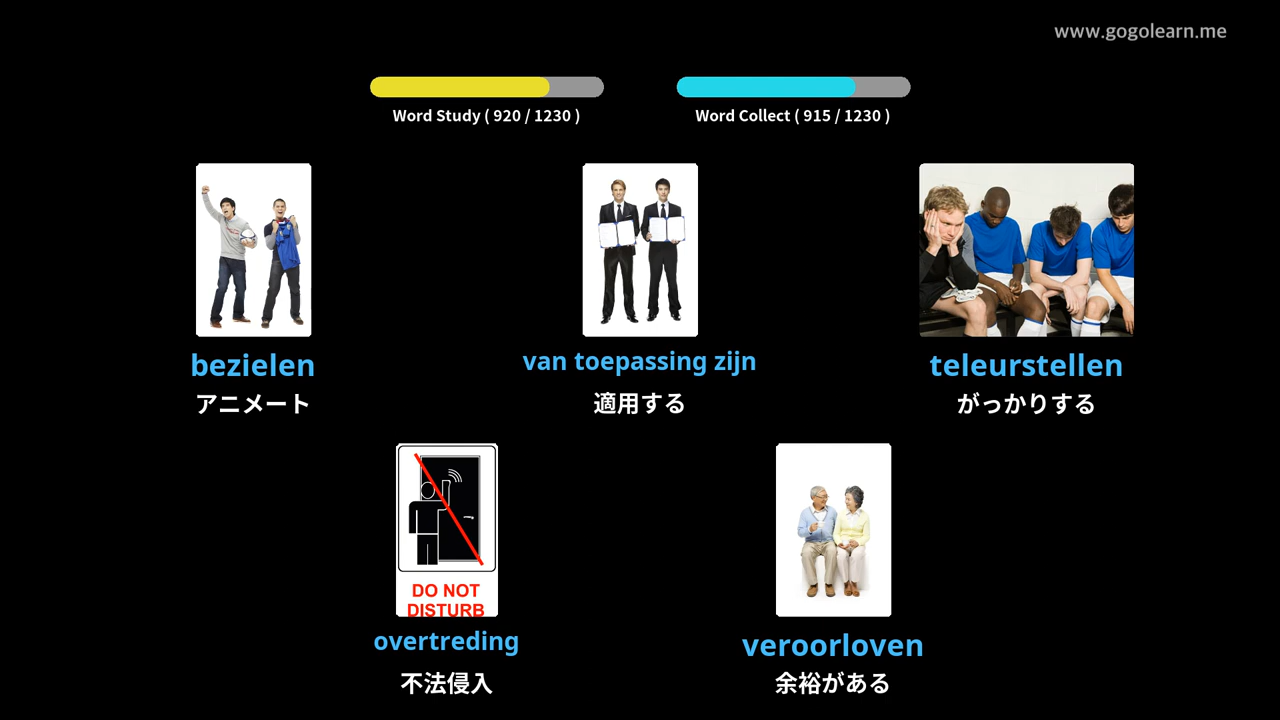 www.gogolearn.me
Word Study ( 920 / 1230 )
Word Collect ( 915 / 1230 )
bezielen
アニメート
van toepassing zijn
適用する
teleurstellen
がっかりする
DO NOT
DISTURB
overtreding
不法侵入
veroorloven
余裕がある